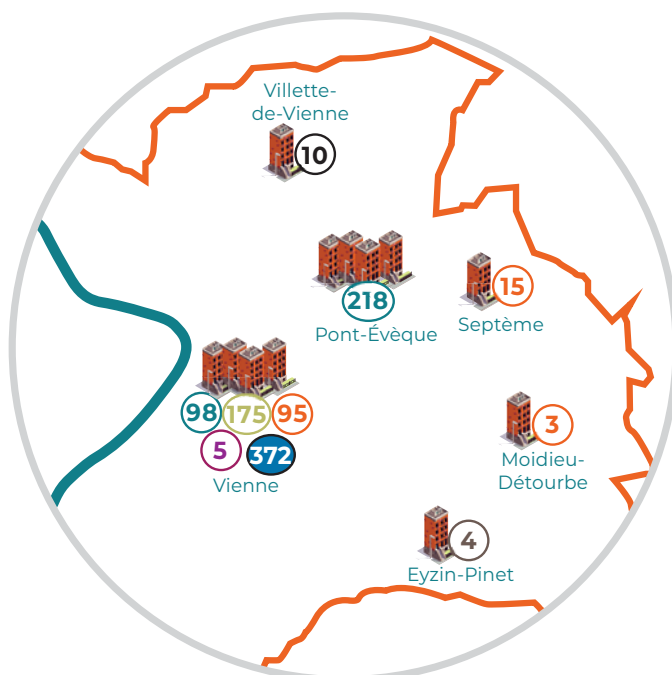 Villette-
de-Vienne
10
218
Pont-Évèque
15
Septème
98 175 95
5 372
Vienne
3
Moidieu-
Détourbe
4
Eyzin-Pinet